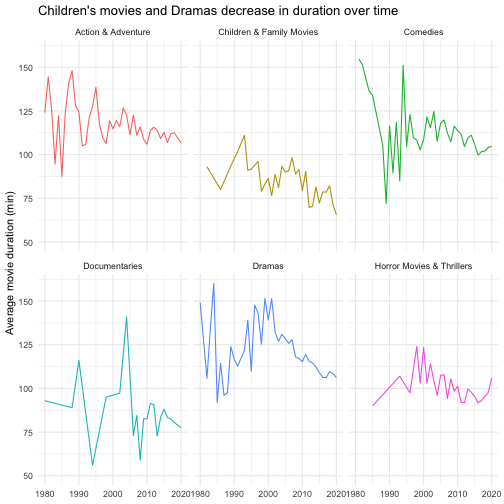 Children's movies and Dramas decrease in duration over time
Action & Adventure
Children & Family Movies
Comedies
150
125
100
75
50
Average movie duration (min)
Documentaries
Dramas
Horror Movies & Thrillers
150
125
100
75
50
1980 1990 2000 2010 2020 1980 1990 2000 2010 2020 1980 1990 2000 2010 2020